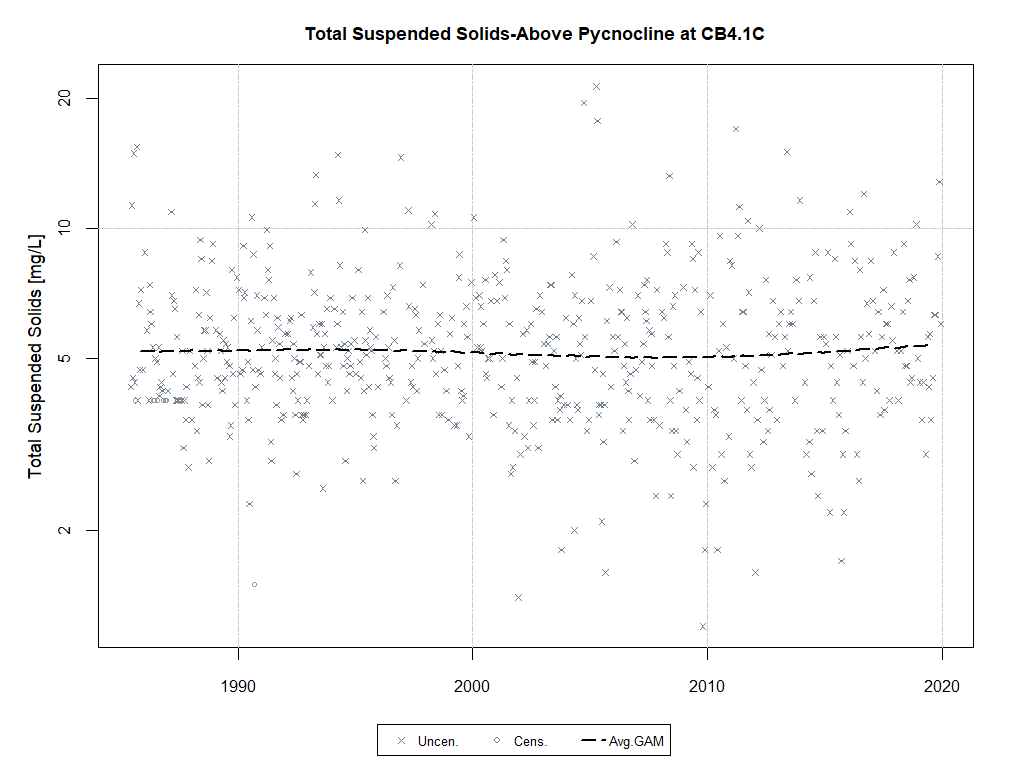 Total Suspended Solids-Above Pycnocline at CB4.1C
Total Suspended Solids [mg/L]
20
10
5
2
1990
2000
2010
2020
Uncen.
Cens.
Avg.GAM